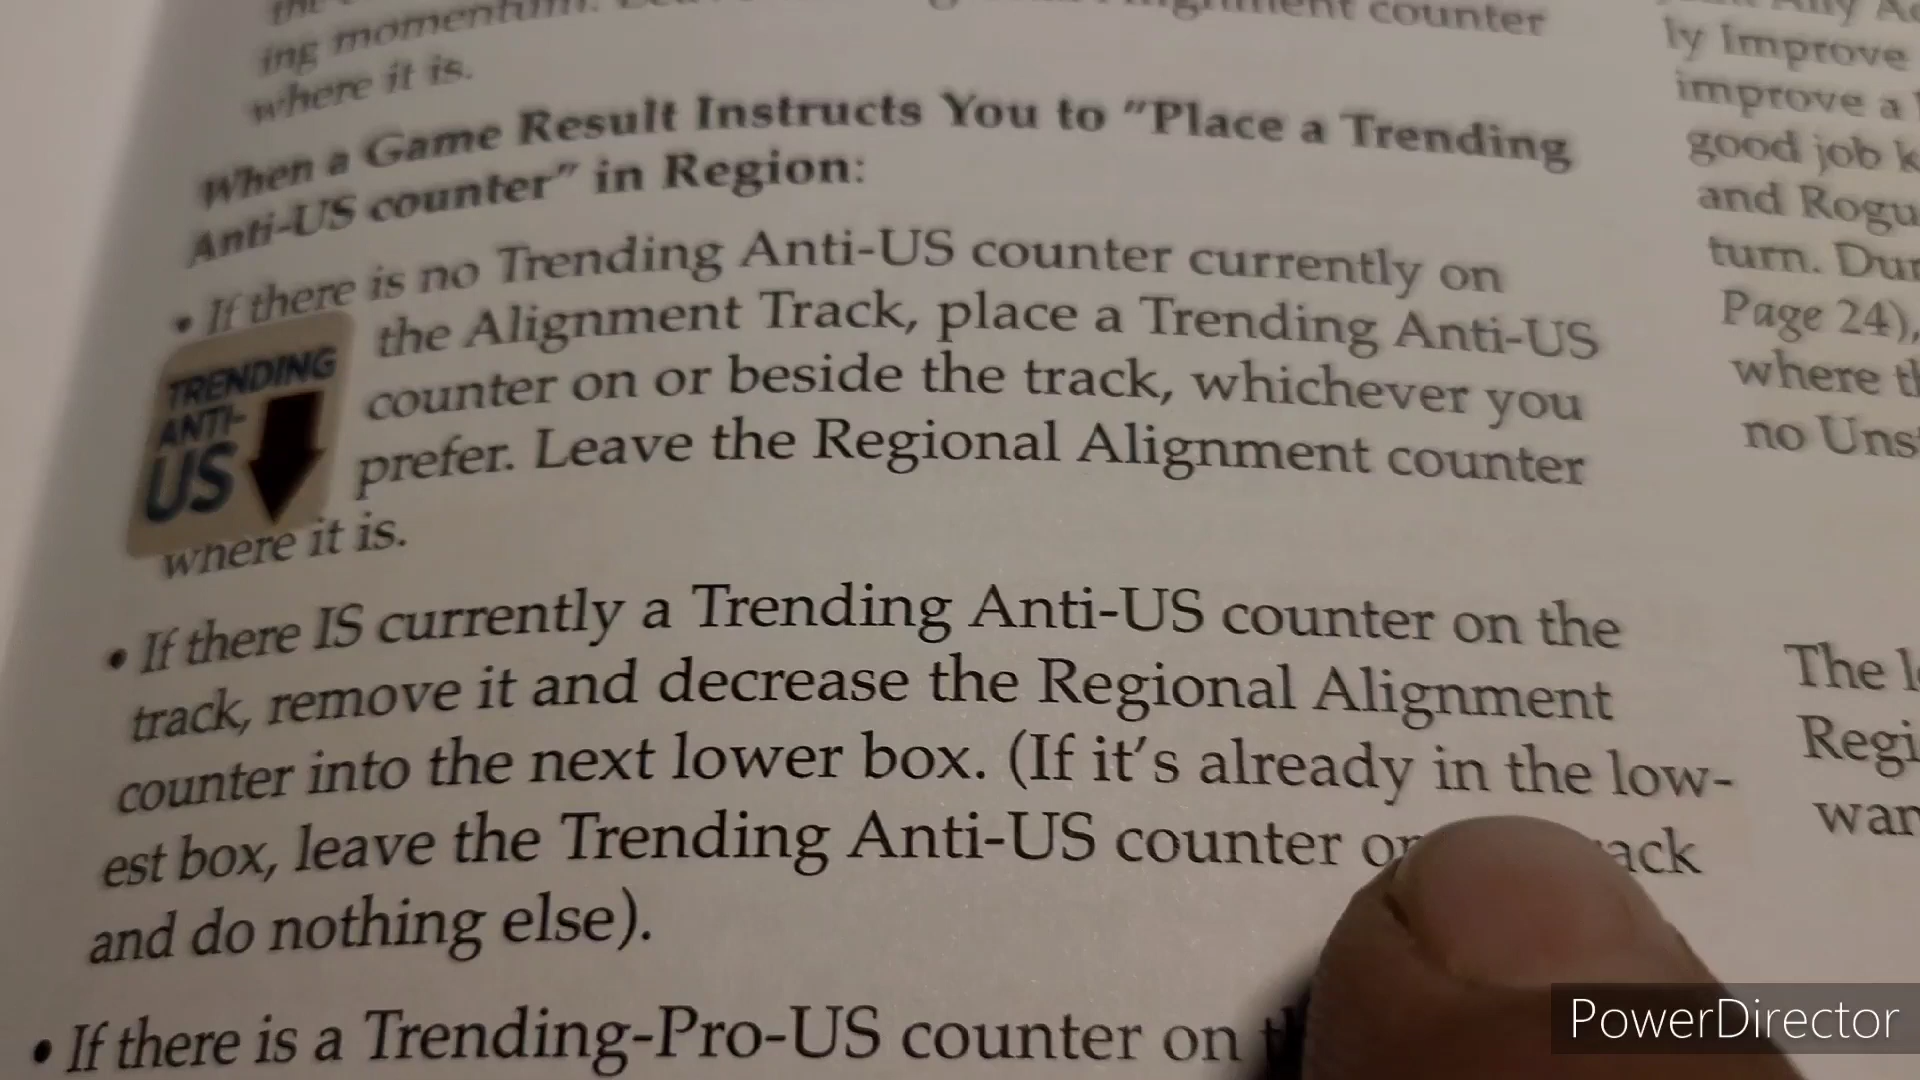 ing momentum. counter
where it is.
When a Game Result Instructs You to "Place a Trending
Anti-US counter" in Region:
• If there is no Trending Anti-US counter currently on
the Alignment Track, place a Trending Anti-US
counter on or beside the track, whichever you
prefer. Leave the Regional Alignment counter
where it is.
TRENDING
ANTI-
US
• If there IS currently a Trending Anti-US counter on the
track, remove it and decrease the Regional Alignment
counter into the next lower box. (If it's already in the low-
est box, leave the Trending Anti-US counter
and do nothing else).
• If there is a Trending-Pro-US counter on
ly Improve
improve a
good job
and
turn.
Page 24),
where
no
The
PowerDirector